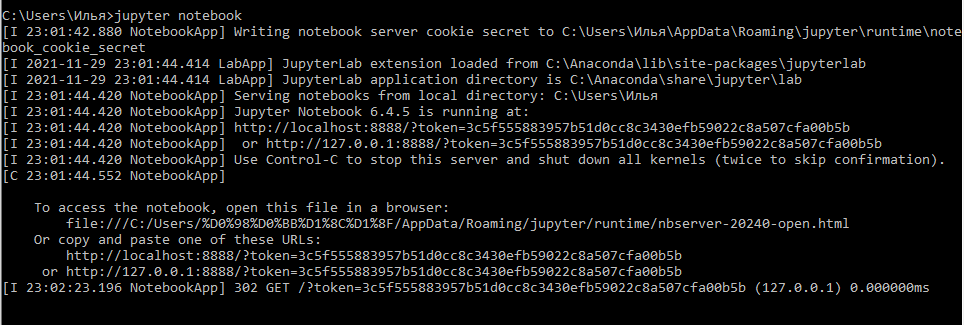 C:\Users\Илья>jupyter notebook
[I 23:01:42.880 NotebookApp] Writing notebook server cookie secret to C:\Users\Илья\AppData\Roaming\jupyter\runtime\note
book_cookie_secret
[I 2021-11-29 23:01:44.414 LabApp] JupyterLab extension loaded from C:\Anaconda\lib\site-packages\jupyterlab
[I 2021-11-29 23:01:44.414 LabApp] JupyterLab application directory is C:\Anaconda\share\jupyter\lab
[I 23:01:44.420 NotebookApp] Serving notebooks from local directory: C:\Users\Илья
[I 23:01:44.420 NotebookApp] Jupyter Notebook 6.4.5 is running at:
[I 23:01:44.420 NotebookApp] http://localhost:8888/?token=3c5f555883957b51d0cc8c3430efb59022c8a507cfa00b5b
[I 23:01:44.420 NotebookApp]  or http://127.0.0.1:8888/?token=3c5f555883957b51d0cc8c3430efb59022c8a507cfa00b5b
[I 23:01:44.420 NotebookApp] Use Control-C to stop this server and shut down all kernels (twice to skip confirmation).
[C 23:01:44.552 NotebookApp]
To access the notebook, open this file in a browser:
file:///C:/Users/%D0%98%D0%BB%D1%8C%D1%8F/AppData/Roaming/jupyter/runtime/nbserver-20240-open.html
Or copy and paste one of these URLs:
http://localhost:8888/?token=3c5f555883957b51d0cc8c3430efb59022c8a507cfa00b5b
or http://127.0.0.1:8888/?token=3c5f555883957b51d0cc8c3430efb59022c8a507cfa00b5b
[I 23:02:23.196 NotebookApp] 302 GET /?token=3c5f555883957b51d0cc8c3430efb59022c8a507cfa00b5b (127.0.0.1) 0.000000ms